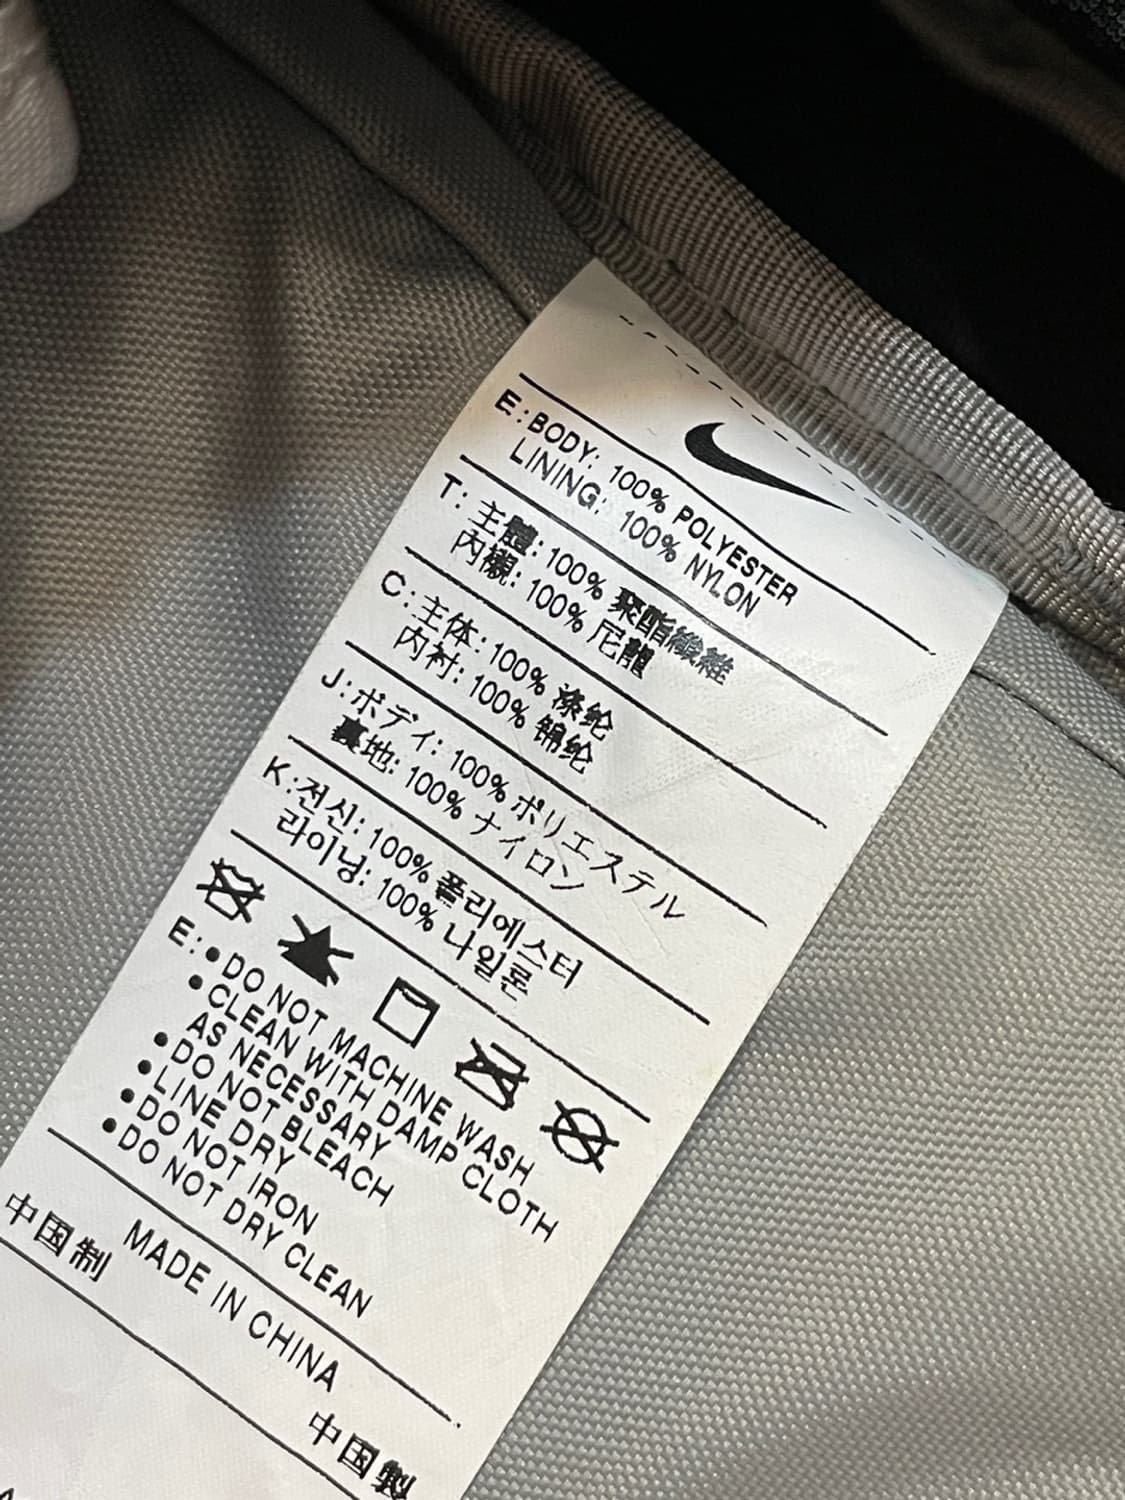 E: BODY: 100% POLYESTER
LINING: 100% NYLON
T: 主體: 100% 聚酯纖維
內襯: 100% 尼龍
C: 主体: 100% 涤纶
内衬: 100% 锦纶
J: ボディ: 100% ポリエステル
裏地: 100% ナイロン
K: 전신: 100% 폴리에스터
라이닝: 100% 나일론
E: •DO NOT MACHINE WASH
•CLEAN WITH DAMP CLOTH
AS NECESSARY
•DO NOT BLEACH
•LINE DRY
•DO NOT IRON
•DO NOT DRY CLEAN
MADE IN CHINA
中国制
中国製